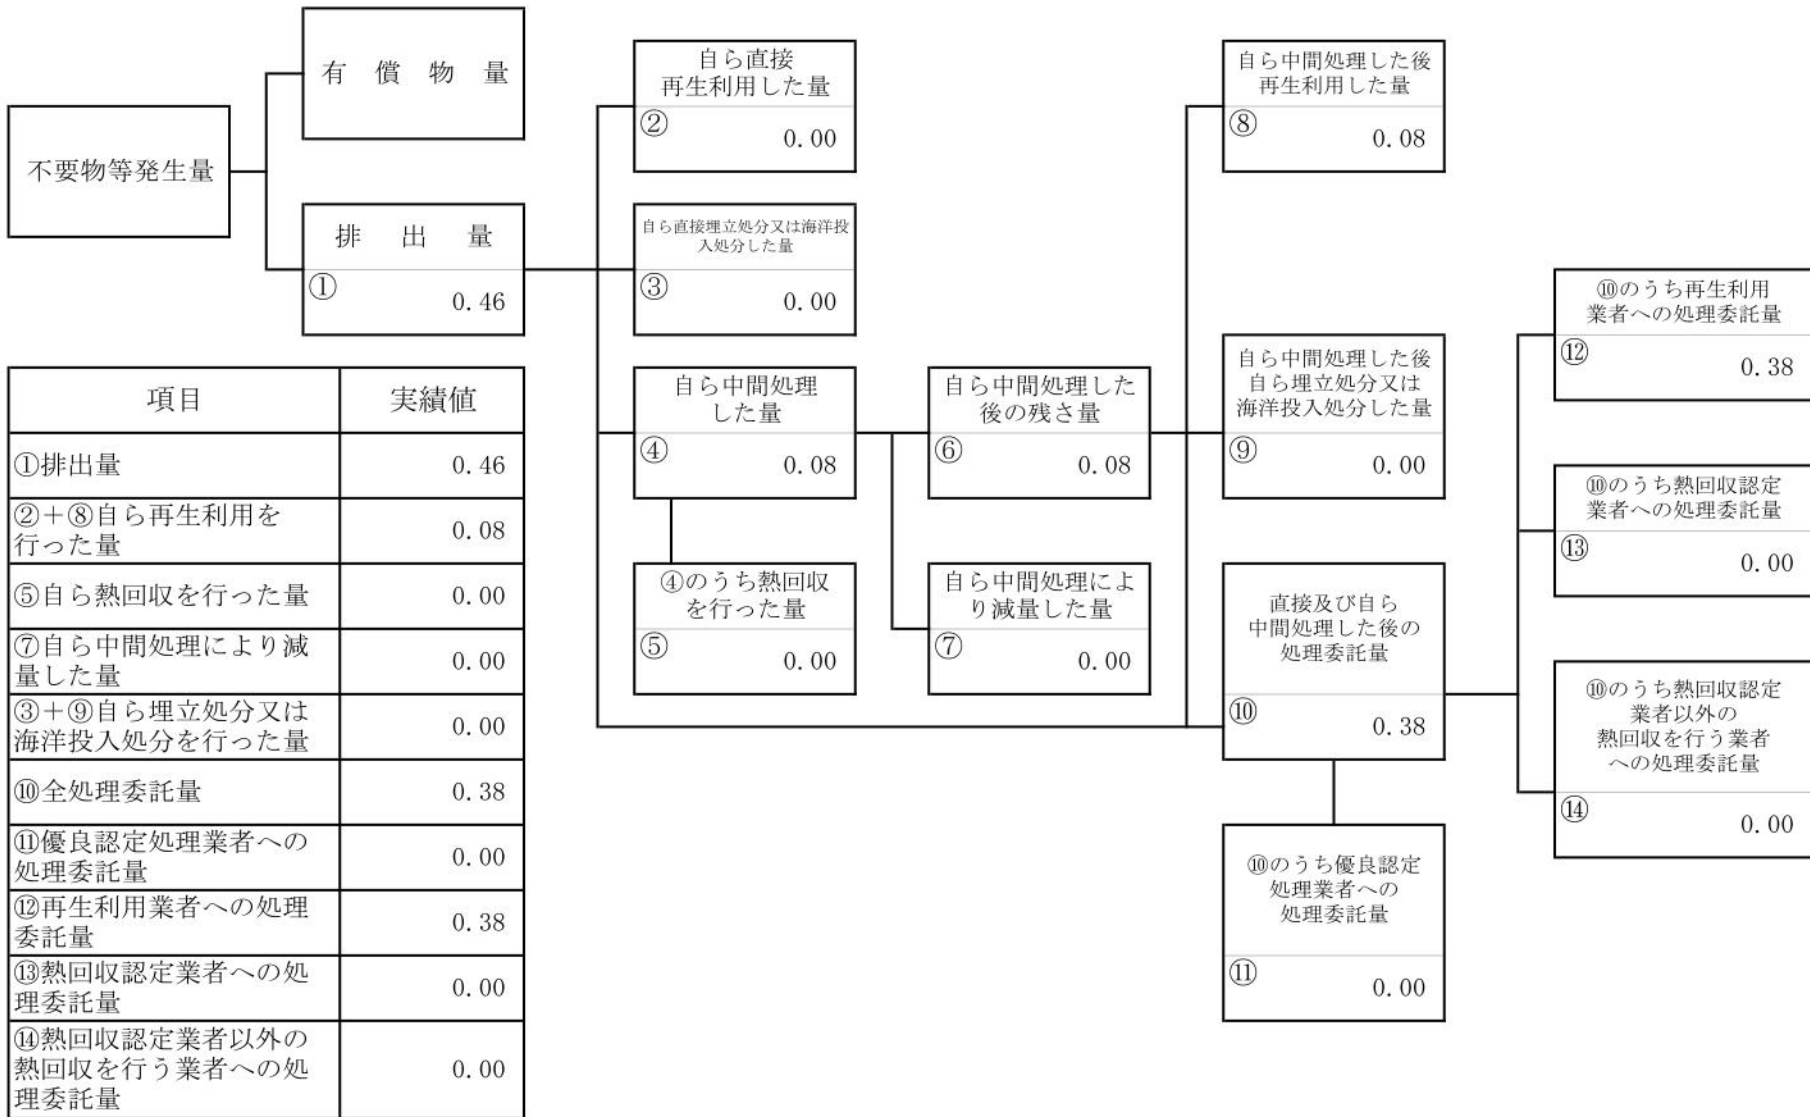 不要物等発生量
有償物量
排出量
①
0.46
自ら直接
再生利用した量
②
0.00
自ら直接埋立処分又は海洋投
入処分した量
③
0.00
自ら中間処理
した量
④
0.08
④のうち熱回収
を行った量
⑤
0.00
自ら中間処理した
後の残さ量
⑥
0.08
自ら中間処理によ
り減量した量
⑦
0.00
自ら中間処理した後
再生利用した量
⑧
0.08
自ら中間処理した後
自ら埋立処分又は
海洋投入処分した量
⑨
0.00
直接及び自ら
中間処理した後の
処理委託量
⑩
0.38
⑩のうち優良認定
処理業者への
処理委託量
⑪
0.00
⑩のうち再生利用
業者への処理委託量
⑫
0.38
⑩のうち熱回収認定
業者への処理委託量
⑬
0.00
⑩のうち熱回収認定
業者以外の
熱回収を行う業者
への処理委託量
⑭
0.00
項目 実績値
①排出量 0.46
②＋⑧自ら再生利用を
行った量 0.08
⑤自ら熱回収を行った量 0.00
⑦自ら中間処理により減
量した量 0.00
③＋⑨自ら埋立処分又は
海洋投入処分を行った量 0.00
⑩全処理委託量 0.38
⑪優良認定処理業者への
処理委託量 0.00
⑫再生利用業者への処理
委託量 0.38
⑬熱回収認定業者への処
理委託量 0.00
⑭熱回収認定業者以外の
熱回収を行う業者への処
理委託量 0.00